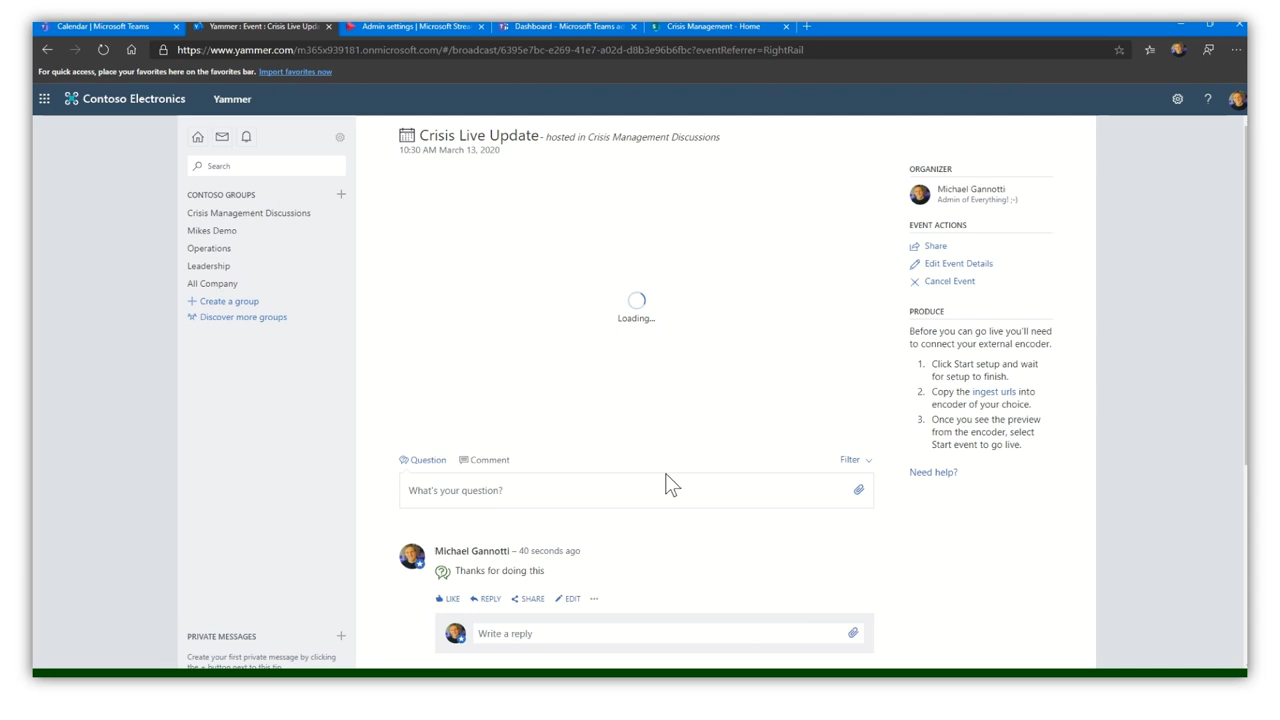 Calendar | Microsoft Teams
Yammer : Event : Crisis Live Upda
Admin settings | Microsoft Strea
Dashboard - Microsoft Teams ad
Crisis Management - Home
https://www.yammer.com/m365x939181.onmicrosoft.com/#/broadcast/6395e7bc-e269-41e7-a02d-d8b3e96b6fbc?eventReferrer=RightRail
For quick access, place your favorites here on the favorites bar. Import favorites now
Contoso Electronics Yammer
Search
CONTOSO GROUPS
Crisis Management Discussions
Mikes Demo
Operations
Leadership
All Company
Create a group
Discover more groups
PRIVATE MESSAGES
Create your first private message by clicking
the + button next to this tip
Crisis Live Update - hosted in Crisis Management Discussions
10:30 AM March 13, 2020
Loading...
Question Comment Filter
What's your question?
Michael Gannotti – 40 seconds ago
Thanks for doing this
LIKE REPLY SHARE EDIT ...
Write a reply
ORGANIZER
Michael Gannotti
Admin of Everything! ;-)
EVENT ACTIONS
Share
Edit Event Details
Cancel Event
PRODUCE
Before you can go live you'll need
to connect your external encoder.
1. Click Start setup and wait
for setup to finish.
2. Copy the ingest urls into
encoder of your choice.
3. Once you see the preview
from the encoder, select
Start event to go live.
Need help?